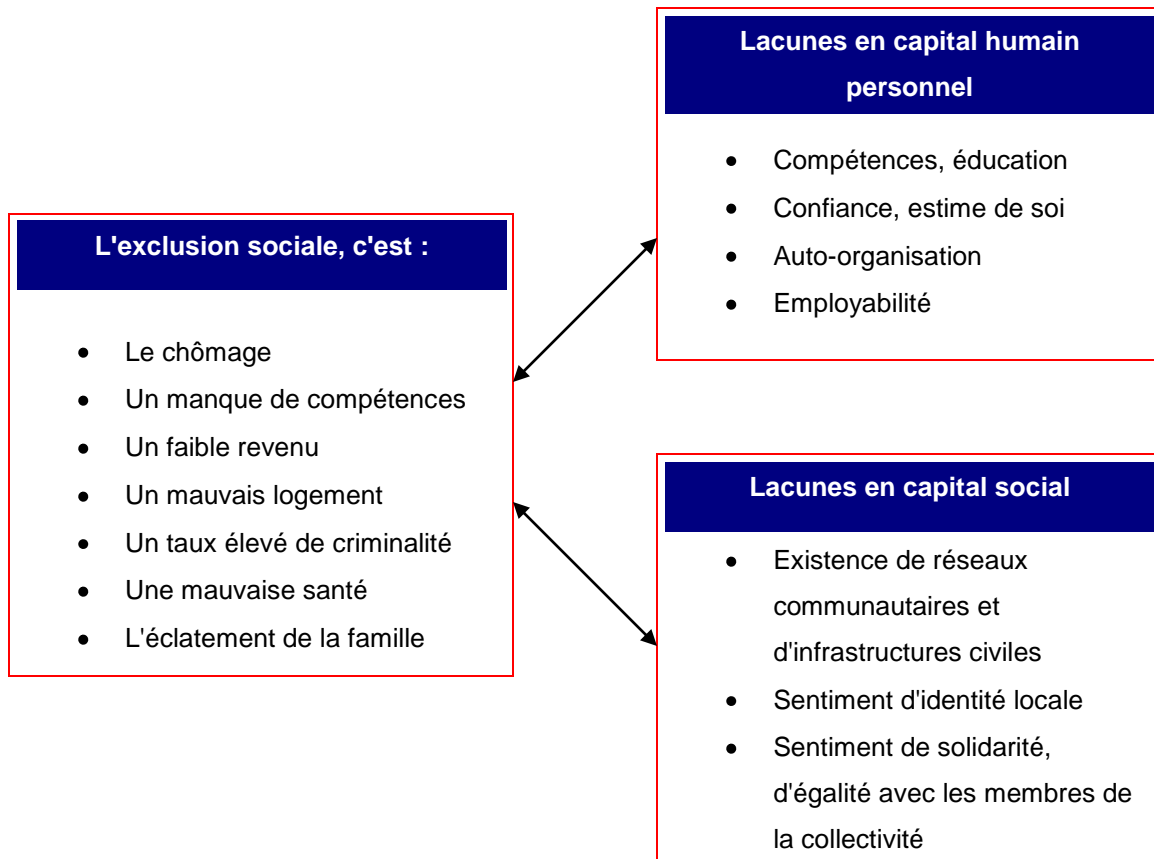 L'exclusion sociale, c'est :
• Le chômage
• Un manque de compétences
• Un faible revenu
• Un mauvais logement
• Un taux élevé de criminalité
• Une mauvaise santé
• L'éclatement de la famille
Lacunes en capital humain
personnel
• Compétences, éducation
• Confiance, estime de soi
• Auto-organisation
• Employabilité
Lacunes en capital social
• Existence de réseaux
communautaires et
d'infrastructures civiles
• Sentiment d'identité locale
• Sentiment de solidarité,
d'égalité avec les membres de
la collectivité